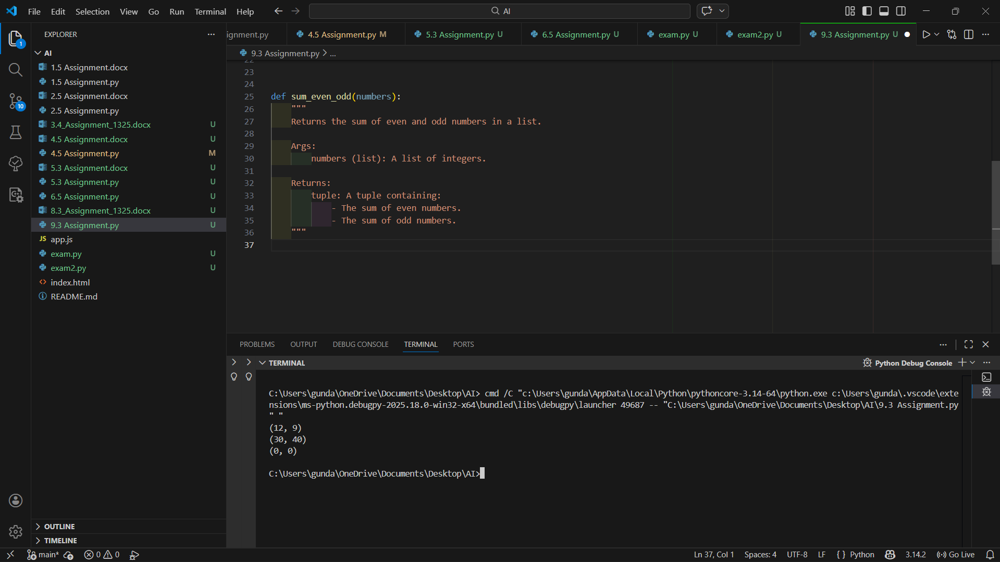 File Edit Selection View Go Run Terminal Help
AI
EXPLORER
AI
1.5 Assignment.docx
1.5 Assignment.py
2.5 Assignment.docx
2.5 Assignment.py
3.4_Assignment_1325.docx U
4.5 Assignment.docx U
4.5 Assignment.py M
5.3 Assignment.docx U
5.3 Assignment.py U
6.5 Assignment.py U
8.3_Assignment_1325.docx U
9.3 Assignment.py U
JS app.js
exam.py U
exam2.py U
index.html
README.md
OUTLINE
TIMELINE
1
10
ignment.py 4.5 Assignment.py M 5.3 Assignment.py U 6.5 Assignment.py U exam.py U exam2.py U 9.3 Assignment.py U
9.3 Assignment.py > ...
22
23
24
25 def sum_even_odd(numbers):
26 """
27 Returns the sum of even and odd numbers in a list.
28
29 Args:
30 numbers (list): A list of integers.
31
32 Returns:
33 tuple: A tuple containing:
34 - The sum of even numbers.
35 - The sum of odd numbers.
36 """
37
PROBLEMS OUTPUT DEBUG CONSOLE TERMINAL PORTS
TERMINAL
Python Debug Console
C:\Users\gunda\OneDrive\Documents\Desktop\AI> cmd /C "c:\Users\gunda\AppData\Local\Python\pythoncore-3.14-64\python.exe c:\Users\gunda\.vscode\exte
nsions\ms-python.debugpy-2025.18.0-win32-x64\bundled\libs\debugpy\launcher 49687 -- "C:\Users\gunda\OneDrive\Documents\Desktop\AI\9.3 Assignment.py
" "
(12, 9)
(30, 40)
(0, 0)
C:\Users\gunda\OneDrive\Documents\Desktop\AI>
main* 0 0 Ln 37, Col 1 Spaces: 4 UTF-8 LF { } Python 3.14.2 Go Live